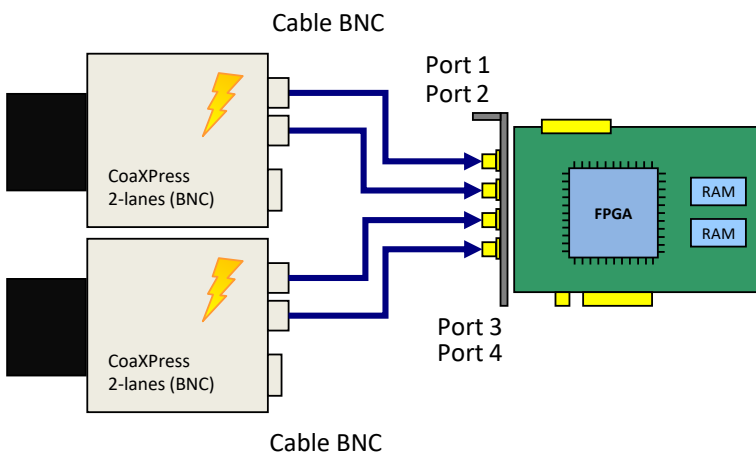 Cable BNC
Port 1
Port 2
CoaXPress
2-lanes (BNC)
FPGA
RAM
RAM
CoaXPress
2-lanes (BNC)
Port 3
Port 4
Cable BNC